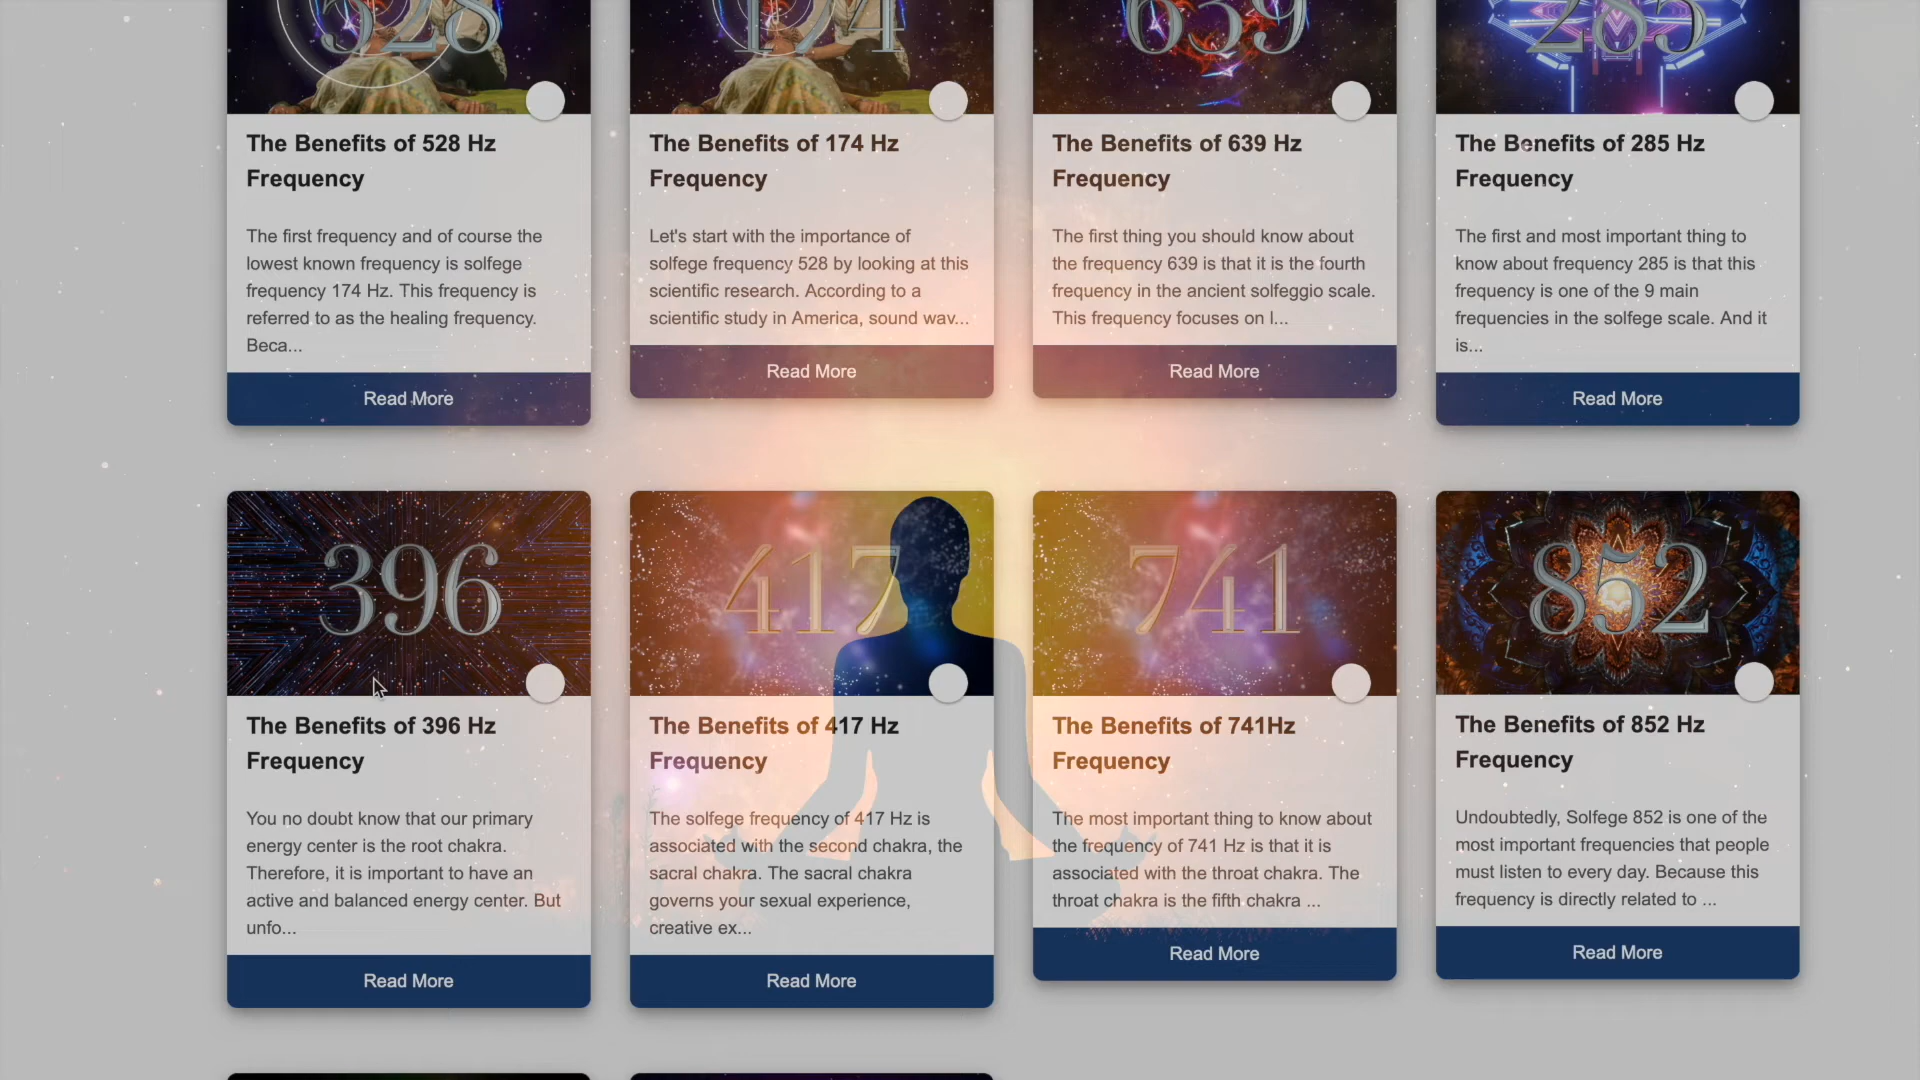 528
174
639
285
The Benefits of 528 Hz
Frequency
The first frequency and of course the
lowest known frequency is solfege
frequency 174 Hz. This frequency is
referred to as the healing frequency.
Beca...
Read More
The Benefits of 174 Hz
Frequency
Let's start with the importance of
solfege frequency 528 by looking at this
scientific research. According to a
scientific study in America, sound wav...
Read More
The Benefits of 639 Hz
Frequency
The first thing you should know about
the frequency 639 is that it is the fourth
frequency in the ancient solfeggio scale.
This frequency focuses on l...
Read More
The Benefits of 285 Hz
Frequency
The first and most important thing to
know about frequency 285 is that this
frequency is one of the 9 main
frequencies in the solfege scale. And it
is...
Read More
396
The Benefits of 396 Hz
Frequency
You no doubt know that our primary
energy center is the root chakra.
Therefore, it is important to have an
active and balanced energy center. But
unfo...
Read More
417
The Benefits of 417 Hz
Frequency
The solfege frequency of 417 Hz is
associated with the second chakra, the
sacral chakra. The sacral chakra
governs your sexual experience,
creative ex...
Read More
741
The Benefits of 741Hz
Frequency
The most important thing to know about
the frequency of 741 Hz is that it is
associated with the throat chakra. The
throat chakra is the fifth chakra ...
Read More
852
The Benefits of 852 Hz
Frequency
Undoubtedly, Solfege 852 is one of the
most important frequencies that people
must listen to every day. Because this
frequency is directly related to ...
Read More